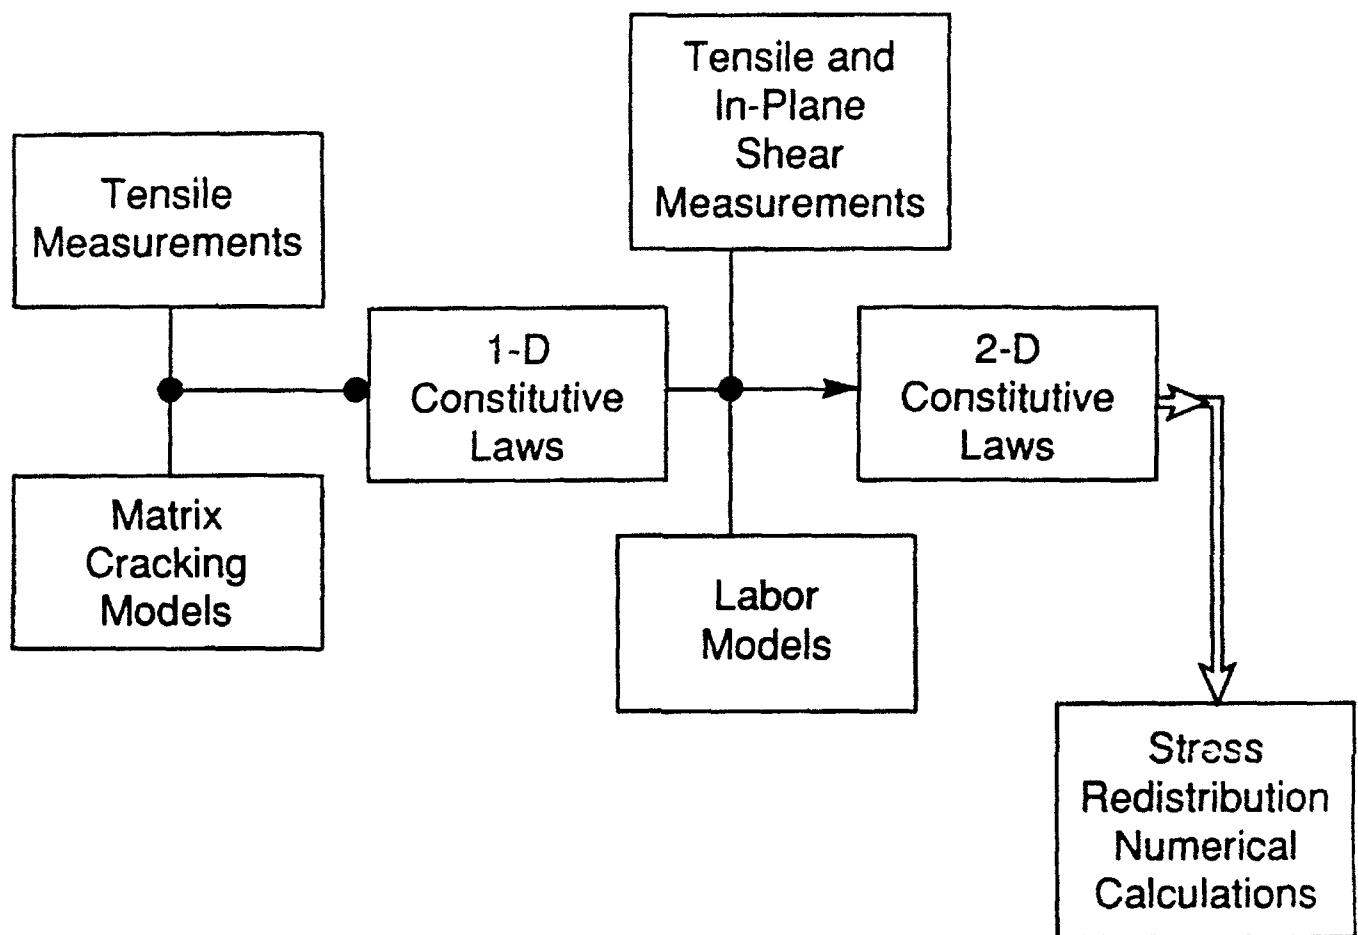 Tensile and
In-Plane
Shear
Measurements
Tensile
Measurements
1-D
Constitutive
Laws
2-D
Constitutive
Laws
Matrix
Cracking
Models
Labor
Models
Stress
Redistribution
Numerical
Calculations